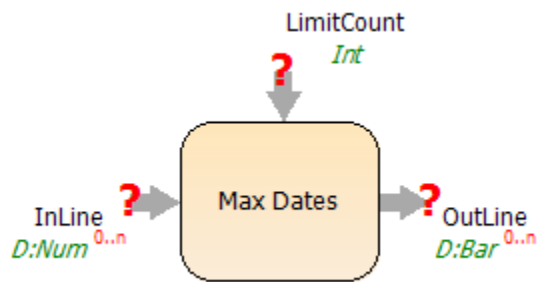 LimitCount
Int
?
Max Dates
?
InLine
D:Num 0..n
?
OutLine
D:Bar 0..n